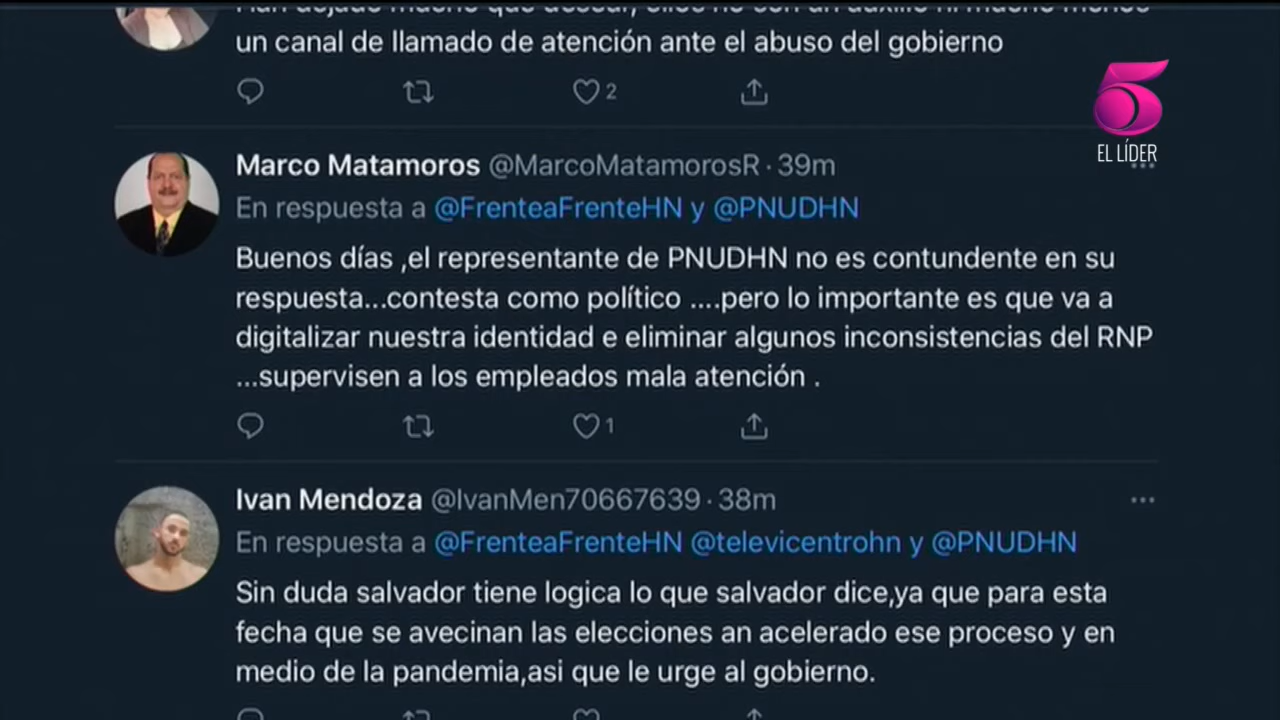 un canal de llamado de atención ante el abuso del gobierno
2
5
EL LÍDER
Marco Matamoros @MarcoMatamorosR · 39m
En respuesta a @FrenteaFrenteHN y @PNUDHN
Buenos días ,el representante de PNUDHN no es contundente en su
respuesta...contesta como político ....pero lo importante es que va a
digitalizar nuestra identidad e eliminar algunos inconsistencias del RNP
...supervisen a los empleados mala atención .
1
Ivan Mendoza @IvanMen70667639 · 38m
En respuesta a @FrenteaFrenteHN @televicentrohn y @PNUDHN
Sin duda salvador tiene logica lo que salvador dice,ya que para esta
fecha que se avecinan las elecciones an acelerado ese proceso y en
medio de la pandemia,asi que le urge al gobierno.